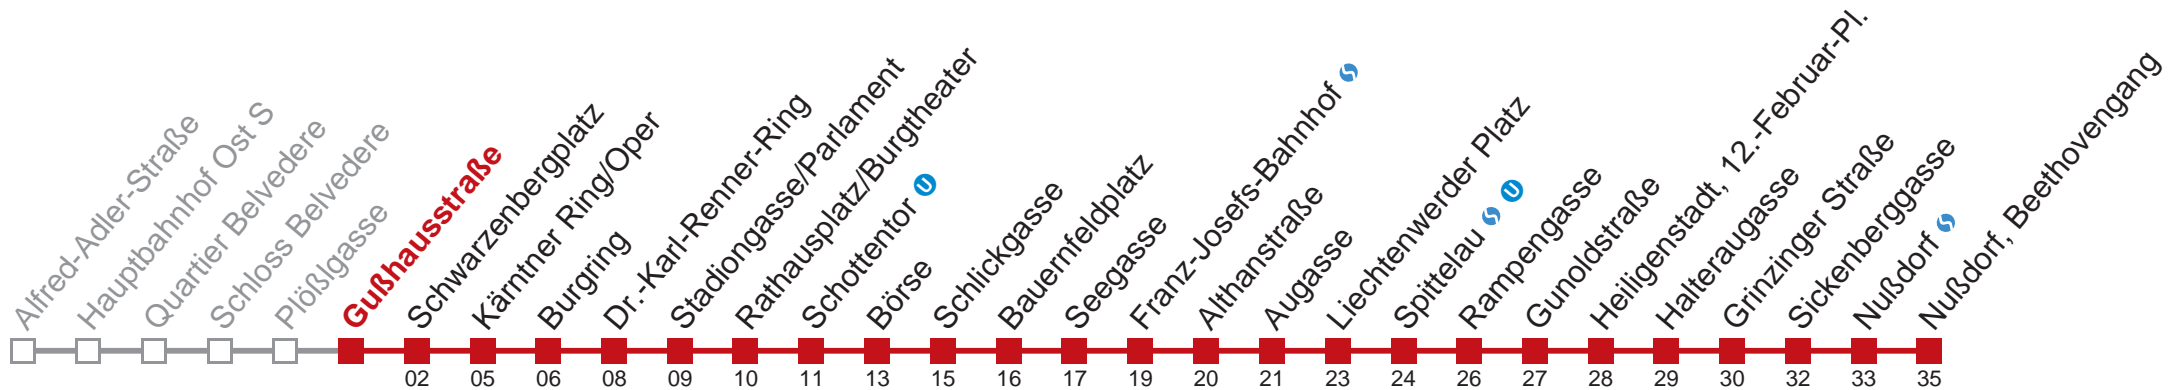 Alfred-Adler-Straße
Hauptbahnhof Ost S
Quartier Belvedere
Schloss Belvedere
Plößlgasse
Gußhausstraße
Schwarzenbergplatz
Kärntner Ring/Oper
Burgring
Dr.-Karl-Renner-Ring
Stadiongasse/Parlament
Rathausplatz/Burgtheater
Schottentor U
Börse
Schlickgasse
Bauernfeldplatz
Seegasse
Franz-Josefs-Bahnhof S
Althanstraße
Augasse
Liechtenwerder Platz
Spittelau S U
Rampengasse
Gunoldstraße
Heiligenstadt, 12.-Februar-Pl.
Halteraugasse
Grinzinger Straße
Sickenberggasse
Nußdorf S
Nußdorf, Beethovengang
02 05 06 08 09 10 11 13 15 16 17 19 20 21 23 24 26 27 28 29 30 32 33 35